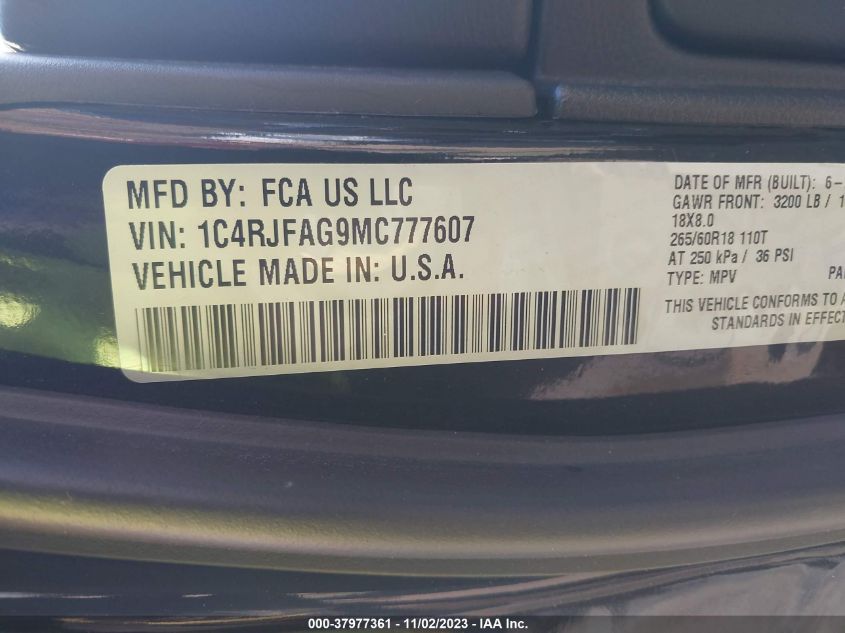 MFD BY: FCA US LLC
VIN: 1C4RJFAG9MC777607
VEHICLE MADE IN: U.S.A.
DATE OF MFR (BUILT): 6-
GAWR FRONT: 3200 LB / 1
18X8.0
265/60R18 110T
AT 250 kPa / 36 PSI
TYPE: MPV
THIS VEHICLE CONFORMS TO A
STANDARDS IN EFFECT
000-37977361 - 11/02/2023 - IAAI Inc.